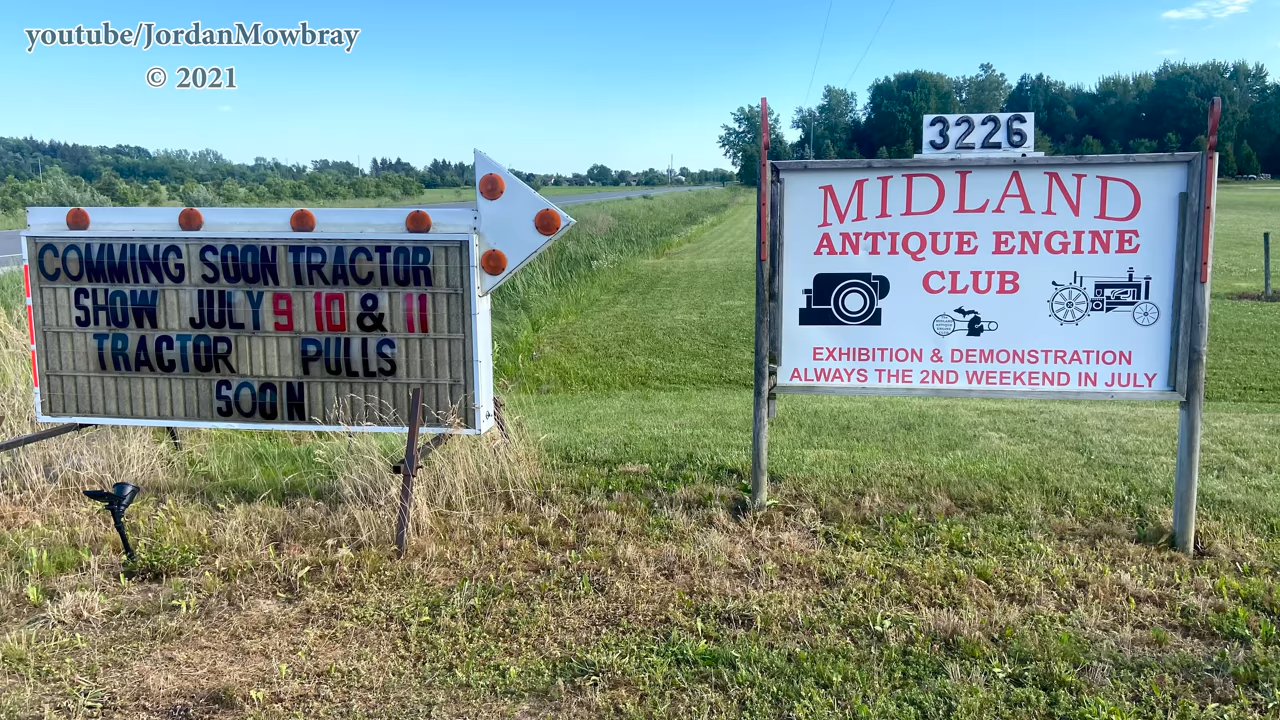 youtube/JordanMowbray
© 2021
COMMING SOON TRACTOR
SHOW JULY 9 10 & 11
TRACTOR PULLS
SOON
3226
MIDLAND
ANTIQUE ENGINE
CLUB
EXHIBITION & DEMONSTRATION
ALWAYS THE 2ND WEEKEND IN JULY